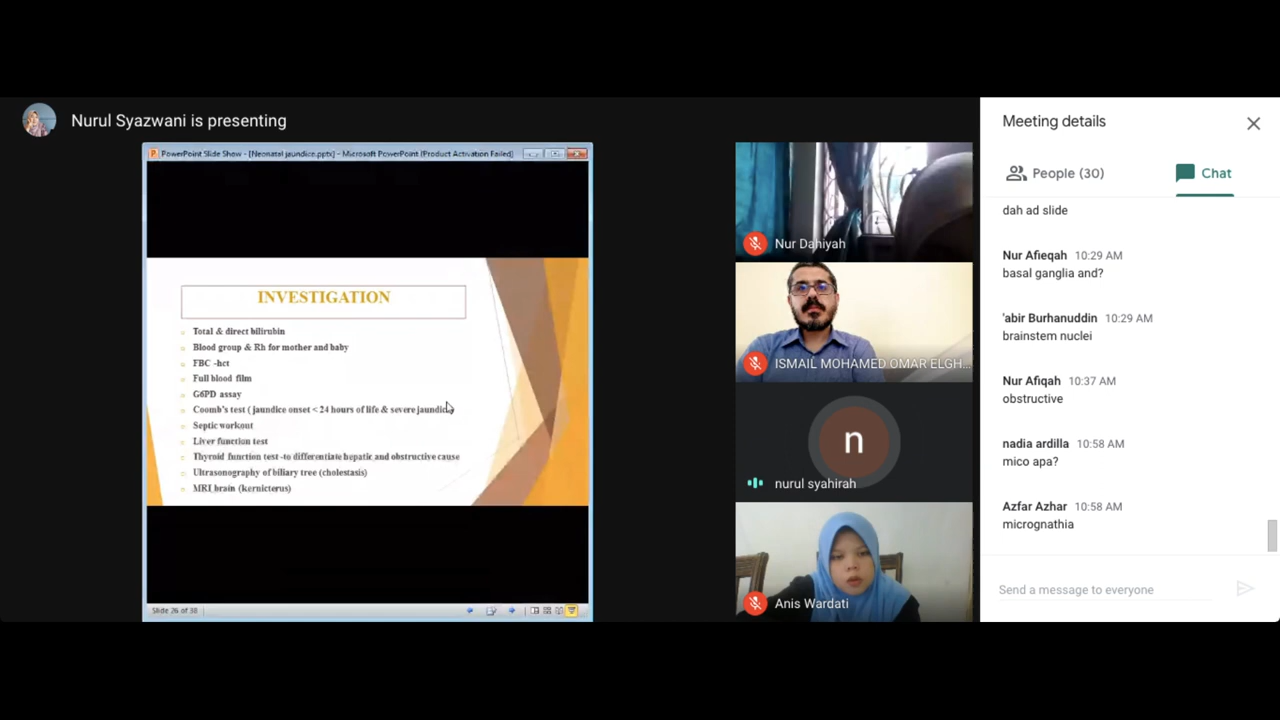 Nurul Syazwani is presenting
PowerPoint Slide Show - [Neonatal jaundice.pptx] - Microsoft PowerPoint (Product Activation Failed)
INVESTIGATION
Total & direct bilirubin
Blood group & Rh for mother and baby
FBC -hct
Full blood film
G6PD assay
Coomb's test ( jaundice onset < 24 hours of life & severe jaundice)
Septic workout
Liver function test
Thyroid function test -to differentiate hepatic and obstructive cause
Ultrasonography of biliary tree (cholestasis)
MRI brain (kernicterus)
Slide 26 of 38
Nur Daniyah
ISMAIL MOHAMED OMAR ELGH...
n
nurul syahirah
Anis Wardati
Meeting details
People (30)
Chat
dah ad slide
Nur Afieqah 10:29 AM
basal ganglia and?
'abir Burhanuddin 10:29 AM
brainstem nuclei
Nur Afiqah 10:37 AM
obstructive
nadia ardilla 10:58 AM
mico apa?
Azfar Azhar 10:58 AM
micrognathia
Send a message to everyone